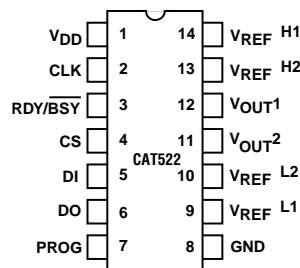 VDD 1 14 VREF H1
CLK 2 13 VREF H2
RDY/BSY 3 12 VOUT1
CS 4 11 VOUT2
CAT522
DI 5 10 VREF L2
DO 6 9 VREF L1
PROG 7 8 GND